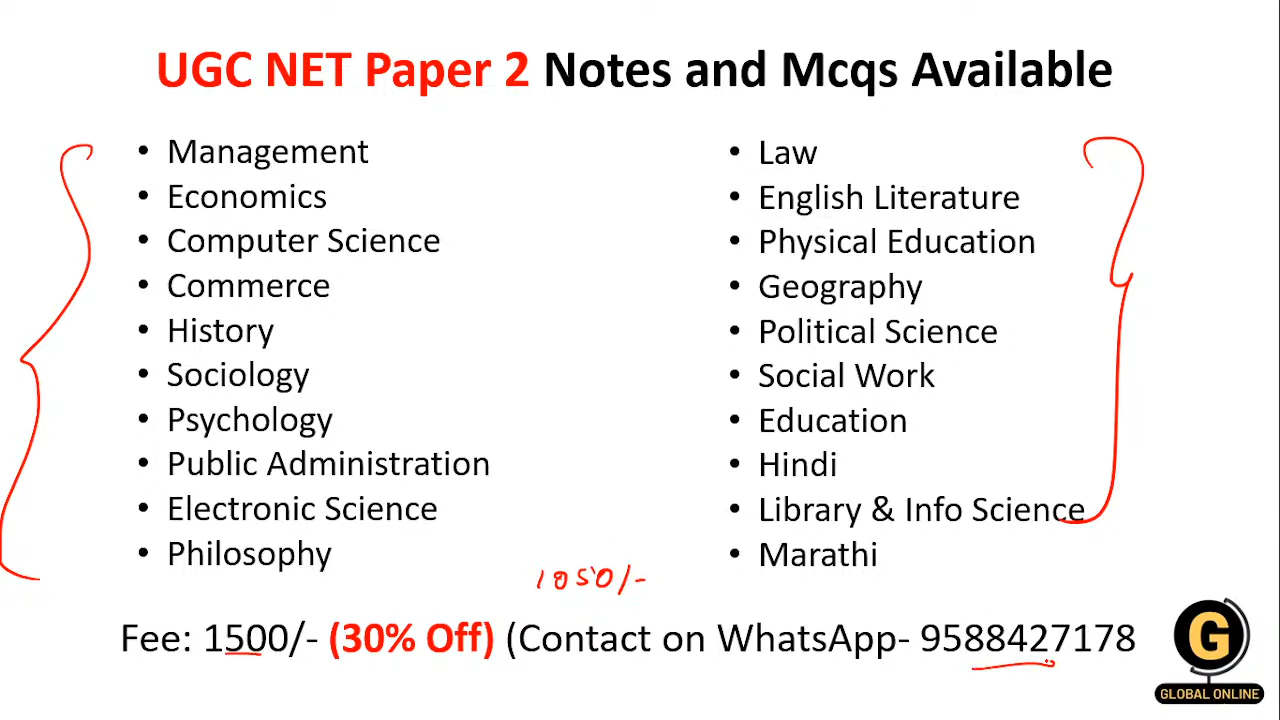 UGC NET Paper 2 Notes and Mcqs Available
• Management
• Economics
• Computer Science
• Commerce
• History
• Sociology
• Psychology
• Public Administration
• Electronic Science
• Philosophy
• Law
• English Literature
• Physical Education
• Geography
• Political Science
• Social Work
• Education
• Hindi
• Library & Info Science
• Marathi
1050/-
Fee: 1500/- (30% Off) (Contact on WhatsApp- 9588427178
G
GLOBAL ONLINE